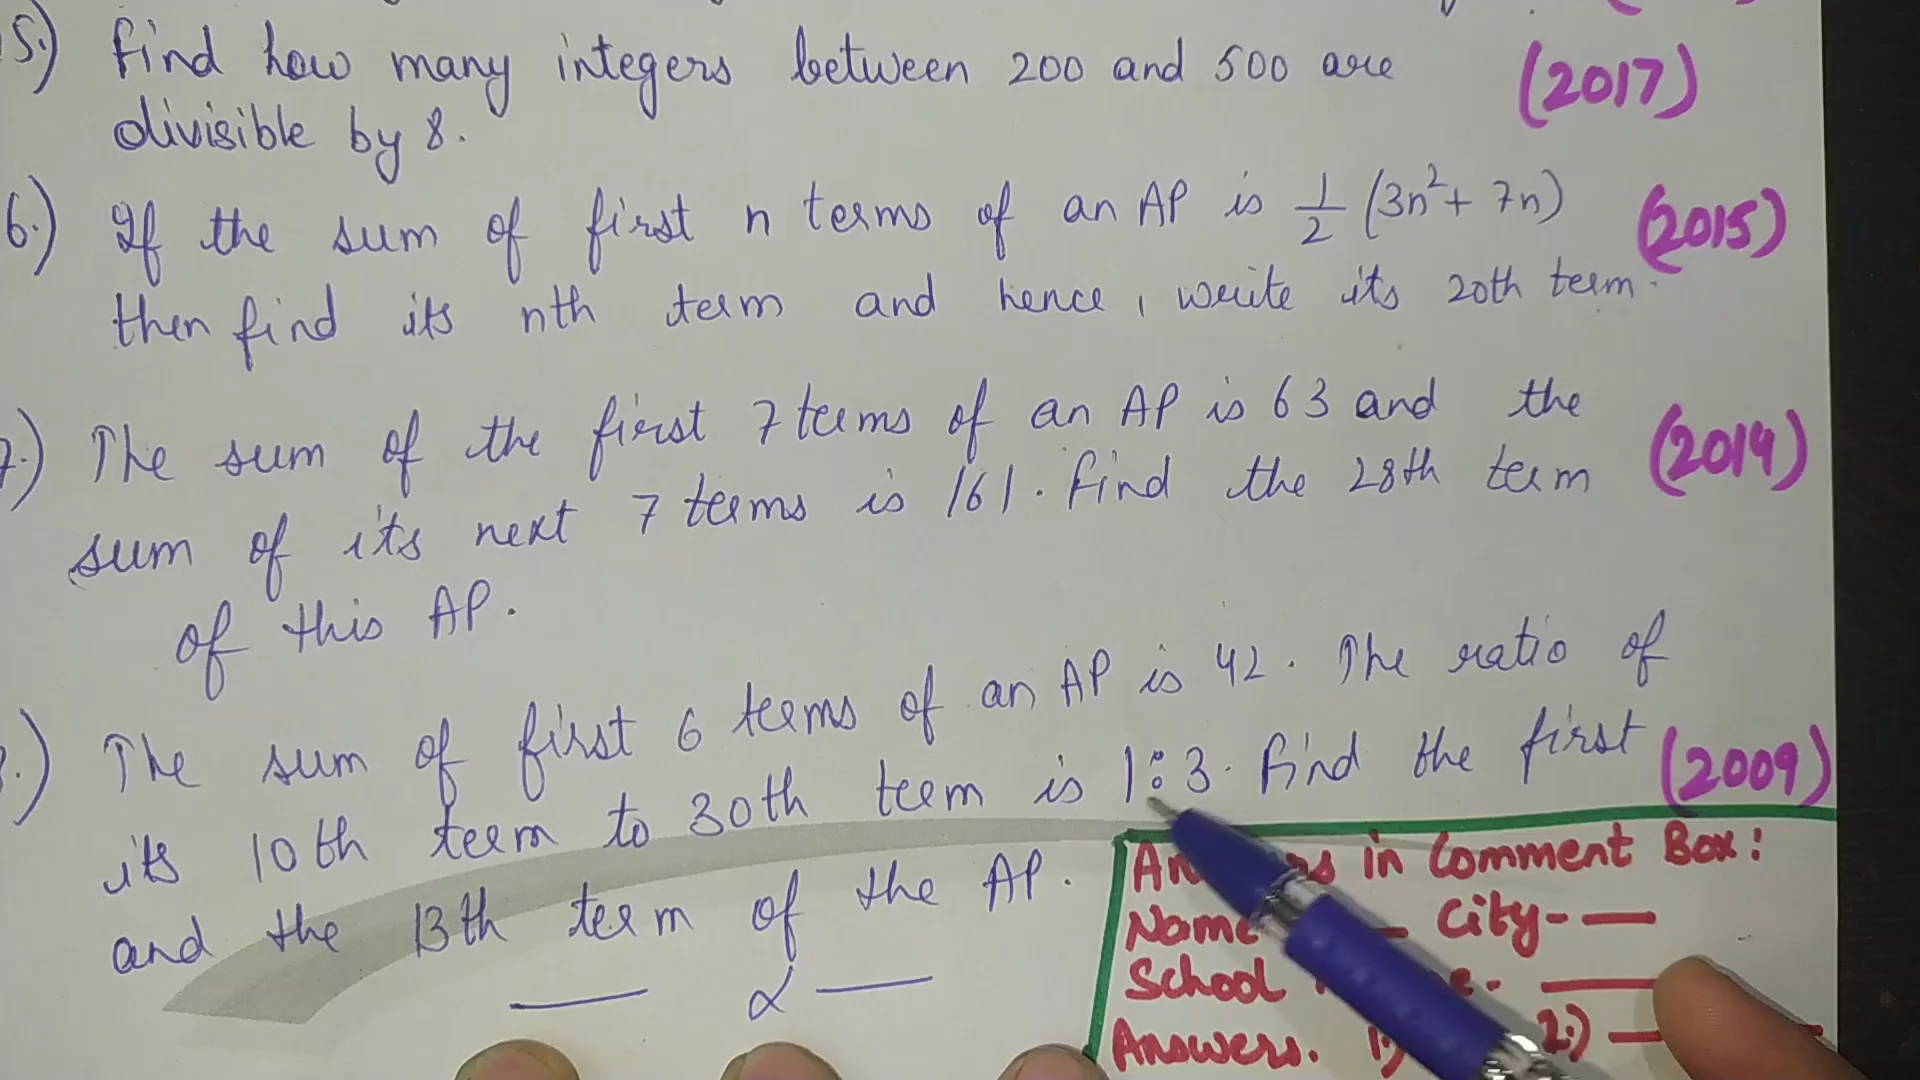 5.) Find how many integers between 200 and 500 are (2017)
divisible by 8.
6.) If the sum of first n terms of an AP is 1/2 (3n²+ 7n) (2015)
then find its nth term and hence, write its 20th term.
7.) The sum of the first 7 terms of an AP is 63 and the (2014)
sum of its next 7 terms is 161. Find the 28th term
of this AP.
The sum of first 6 terms of an AP is 42. The ratio of
its 10th term to 30th term is 1:3. Find the first (2009)
and the 13th term of the AP.
in Comment Box:
Name City-
School
Answers. 1.) 2.)